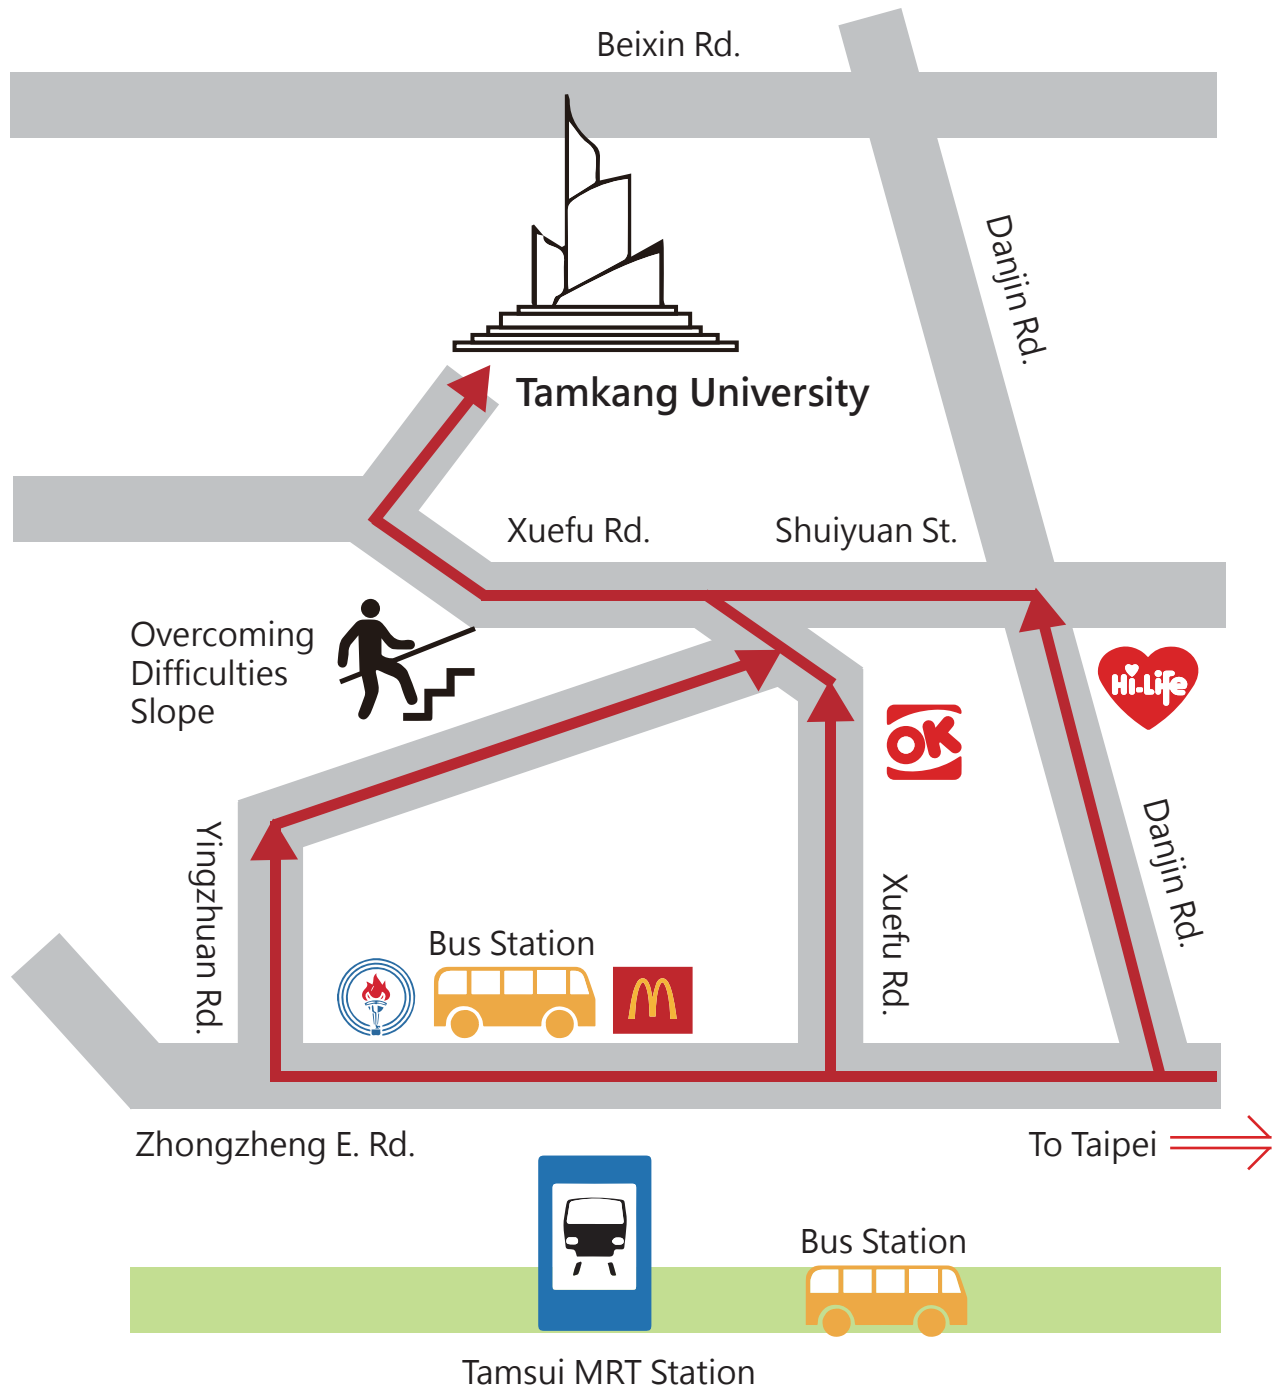 Beixin Rd.
Danjin Rd.
Tamkang University
Xuefu Rd.
Shuiyuan St.
Overcoming
Difficulties
Slope
Hi-Life
OK
Yingzhuan Rd.
Bus Station
Xuefu Rd.
Danjin Rd.
Zhongzheng E. Rd.
To Taipei
Bus Station
Tamsui MRT Station